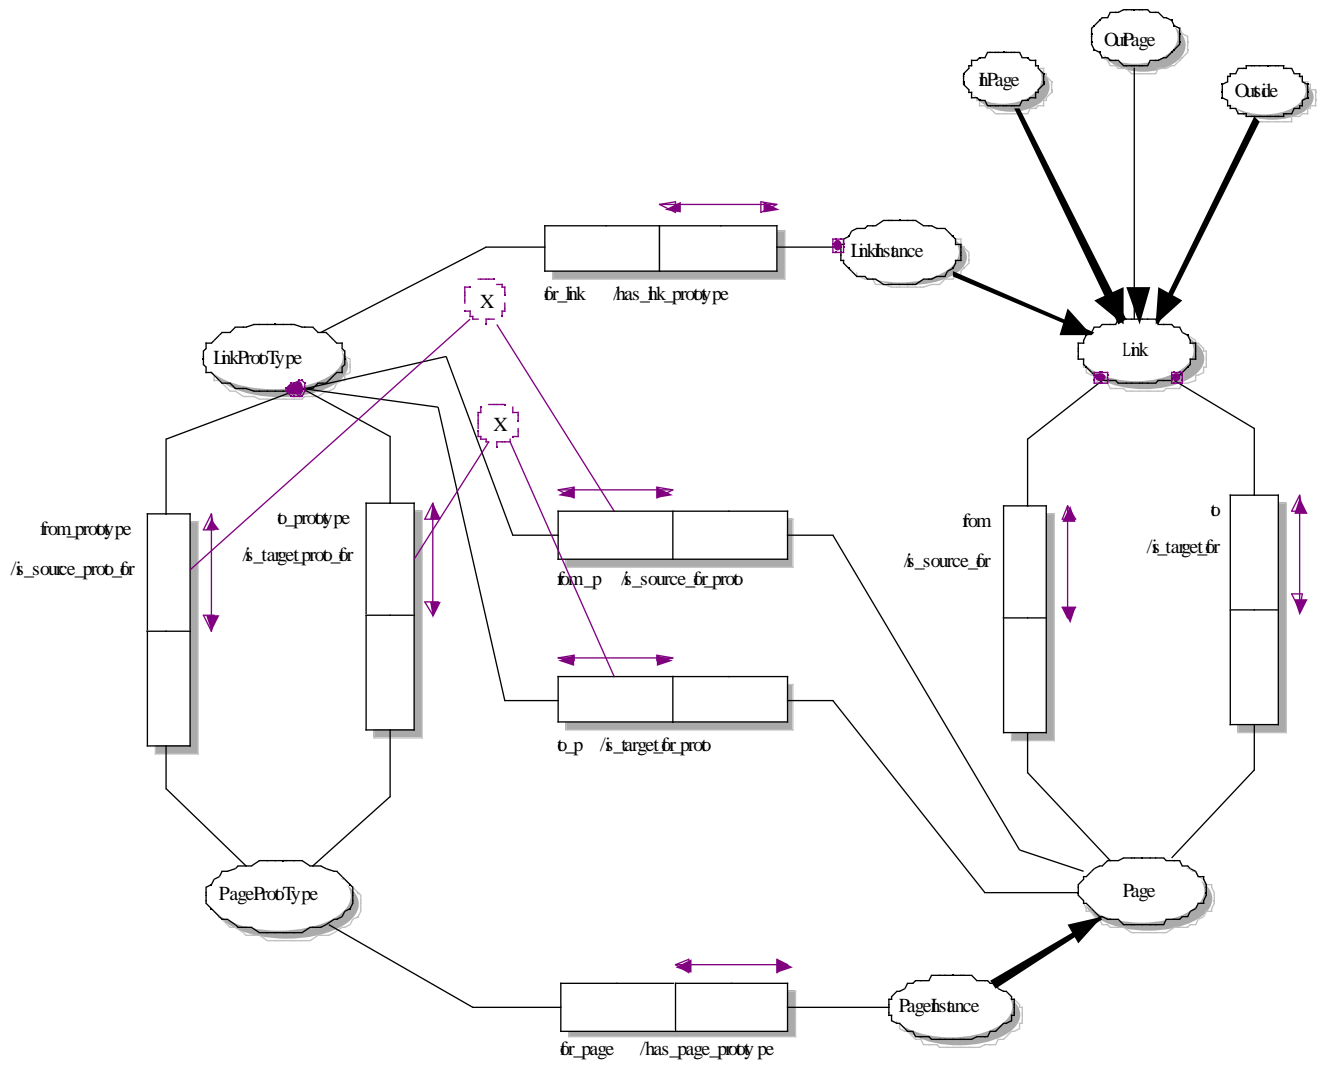 OutPage
InPage
Outside
LinkInstance
for_link /has_link_prototype
X
LinkProtoType
Link
X
from_prototype
/is_source_proto_for
to_prototype
/is_target_proto_for
from
/is_source_for
to
/is_target_for
from_p /is_source_for_proto
to_p /is_target_for_proto
PageProtoType
Page
PageInstance
for_page /has_page_prototype